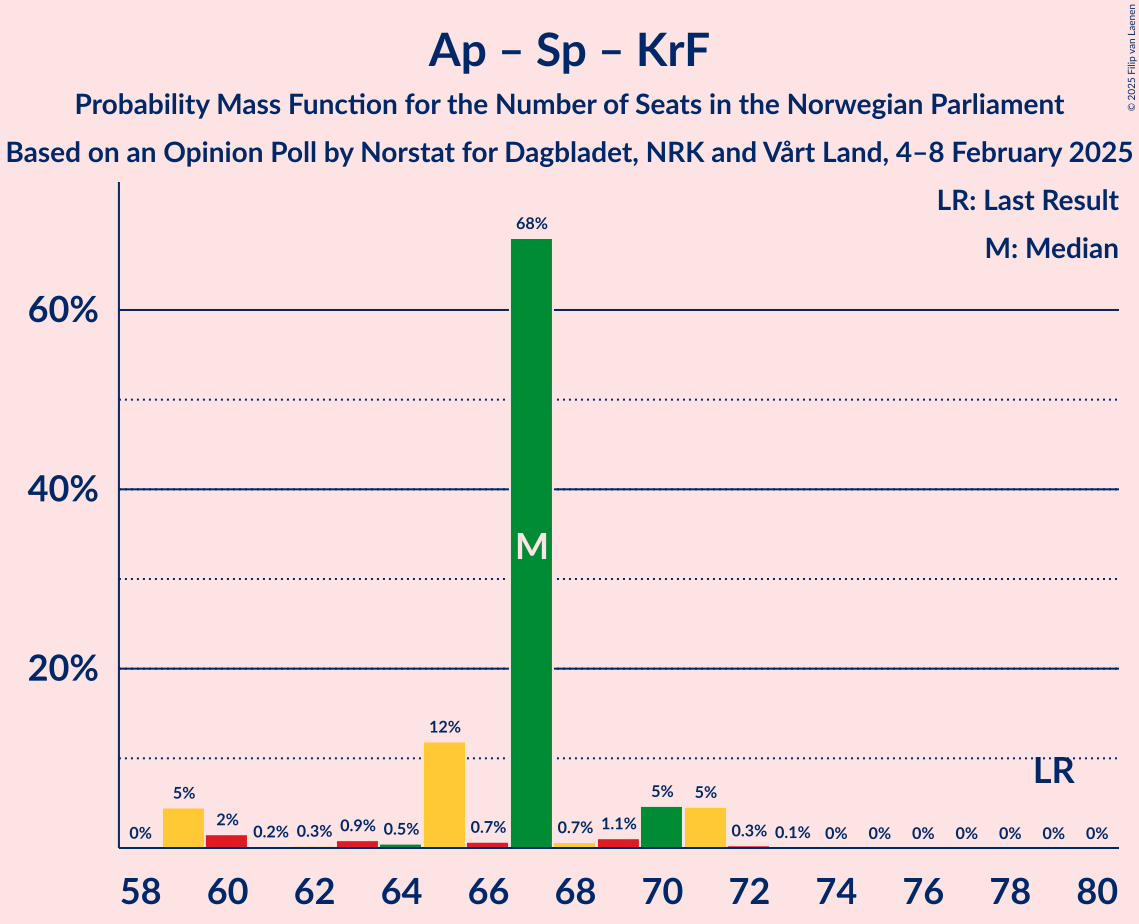 © 2025 Filip van Laenen
Ap – Sp – KrF
Probability Mass Function for the Number of Seats in the Norwegian Parliament
Based on an Opinion Poll by Norstat for Dagbladet, NRK and Vårt Land, 4–8 February 2025
LR: Last Result
M: Median
60%
40%
20%
0% 5% 2% 0.2% 0.3% 0.9% 0.5% 12% 0.7% 68% 0.7% 1.1% 5% 5% 0.3% 0.1% 0% 0% 0% 0% 0% 0% 0%
M
LR
58 60 62 64 66 68 70 72 74 76 78 80